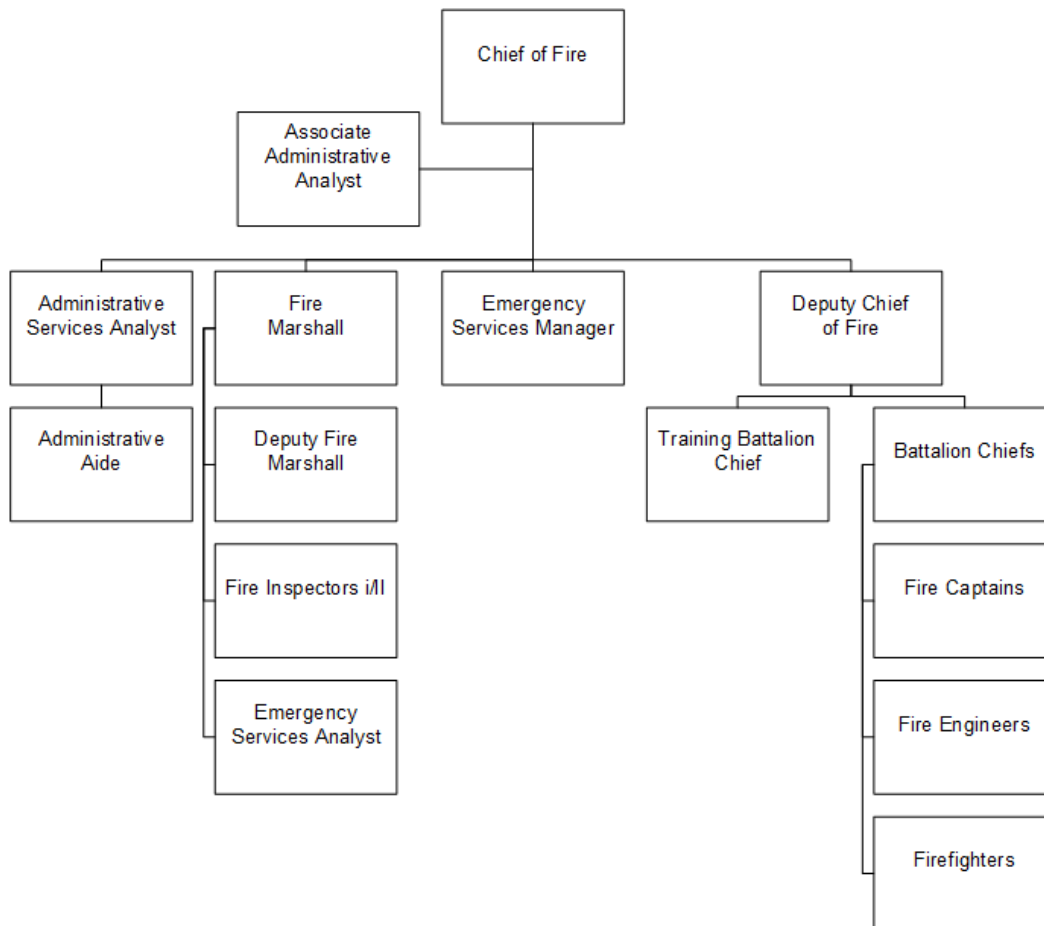 Chief of Fire
Associate
Administrative
Analyst
Administrative
Services Analyst
Fire
Marshall
Emergency
Services Manager
Deputy Chief
of Fire
Administrative
Aide
Deputy Fire
Marshall
Training Battalion
Chief
Battalion Chiefs
Fire Inspectors i/II
Fire Captains
Emergency
Services Analyst
Fire Engineers
Firefighters